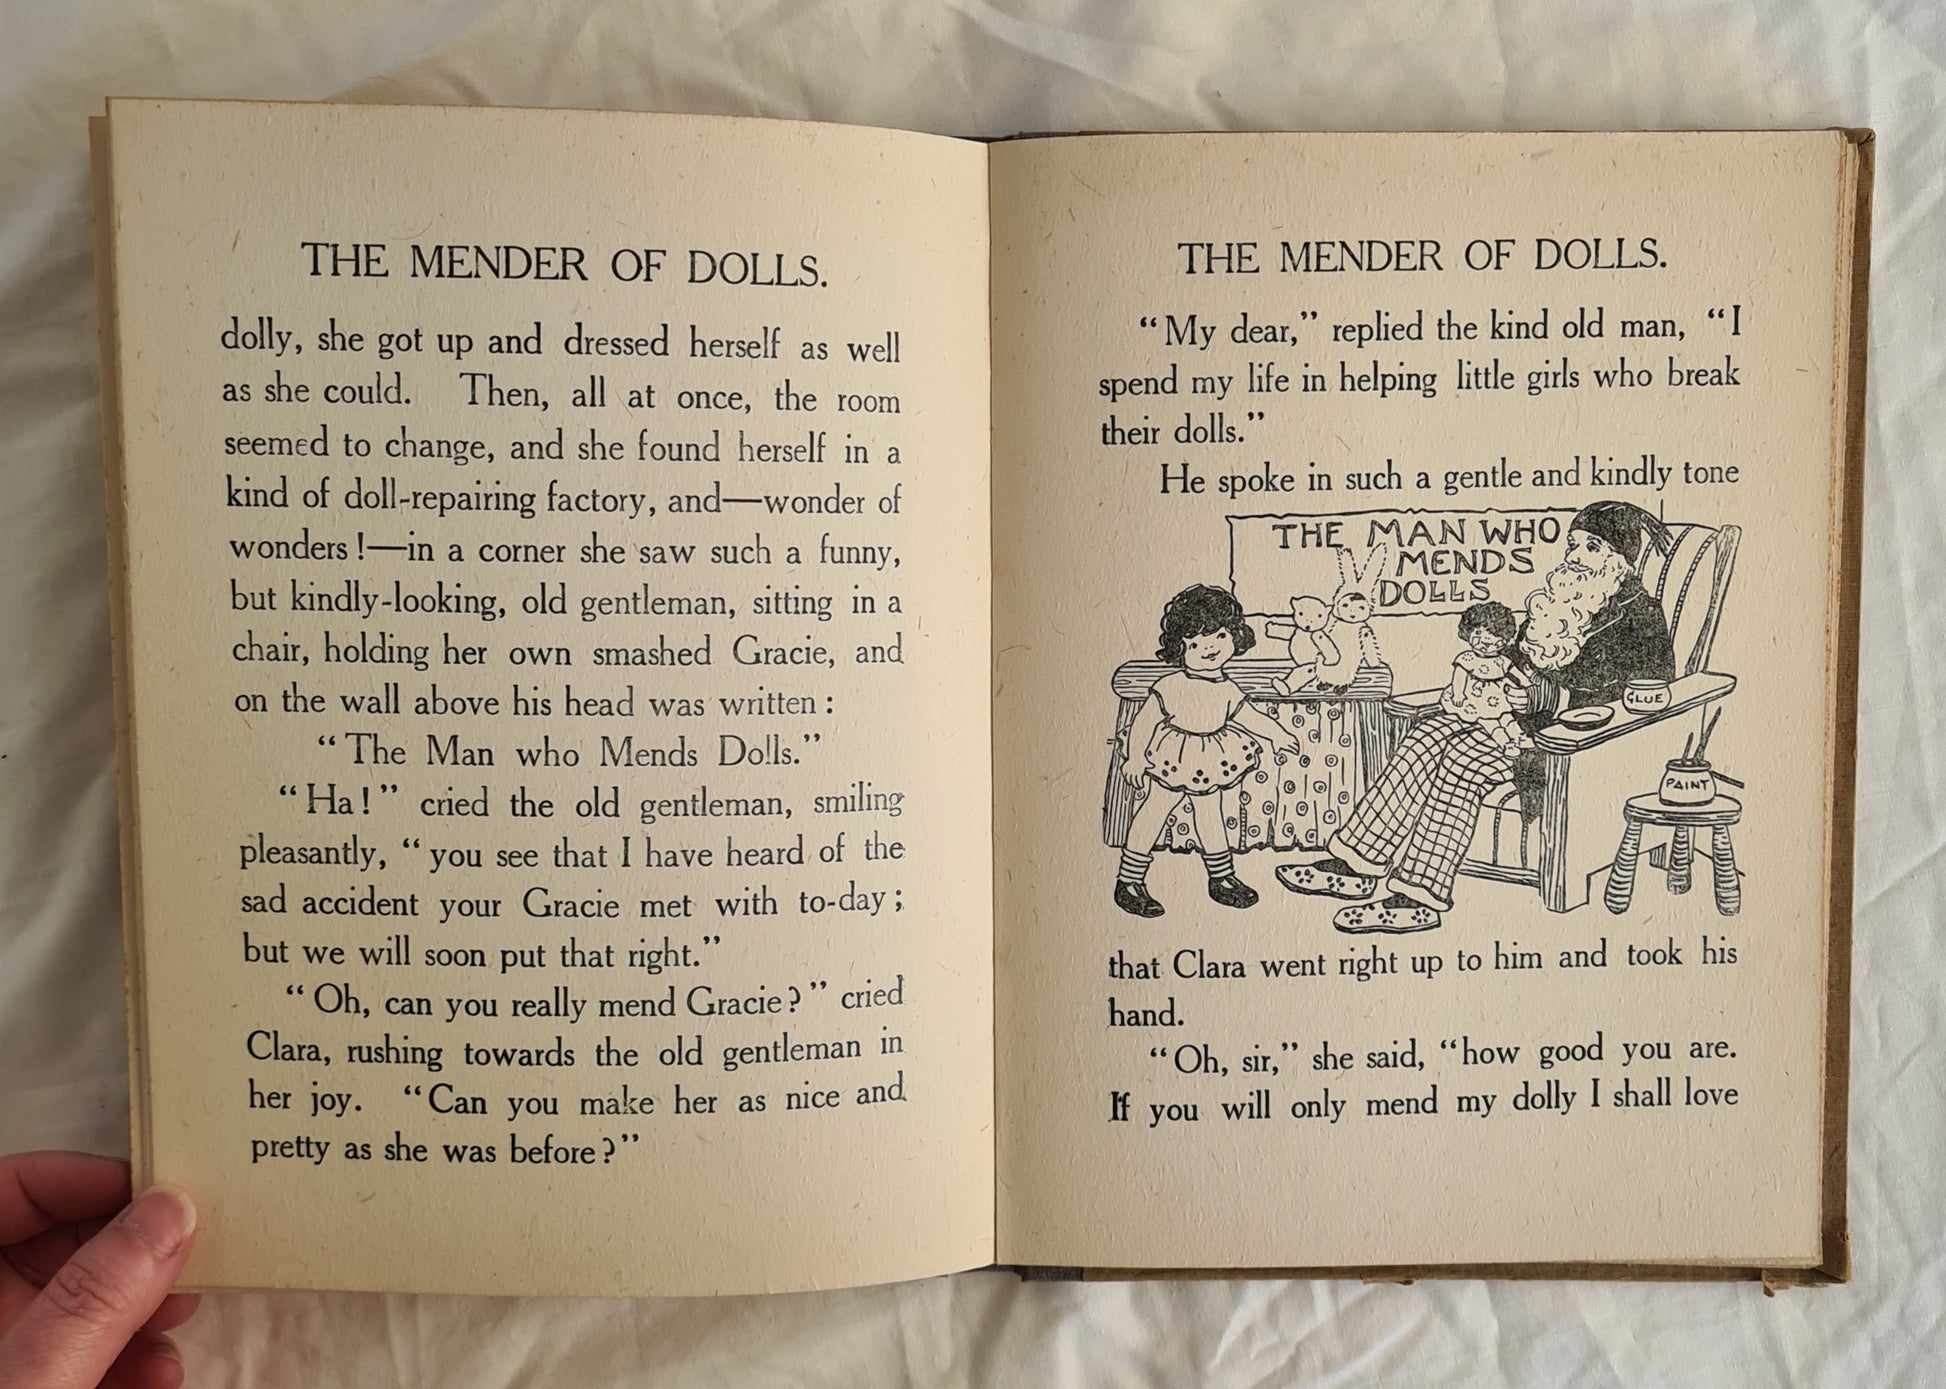 THE MENDER OF DOLLS.
dolly, she got up and dressed herself as well
as she could. Then, all at once, the room
seemed to change, and she found herself in a
kind of doll-repairing factory, and—wonder of
wonders!—in a corner she saw such a funny,
but kindly-looking, old gentleman, sitting in a
chair, holding her own smashed Gracie, and
on the wall above his head was written:
“The Man who Mends Dolls.”
“Ha!” cried the old gentleman, smiling
pleasantly, “you see that I have heard of the
sad accident your Gracie met with to-day;
but we will soon put that right.”
“Oh, can you really mend Gracie?” cried
Clara, rushing towards the old gentleman in
her joy. “Can you make her as nice and
pretty as she was before?”
THE MENDER OF DOLLS.
“My dear,” replied the kind old man, “I
spend my life in helping little girls who break
their dolls.”
He spoke in such a gentle and kindly tone
THE MAN WHO
MENDS
DOLLS
GLUE
PAINT
that Clara went right up to him and took his
hand.
“Oh, sir,” she said, “how good you are.
If you will only mend my dolly I shall love